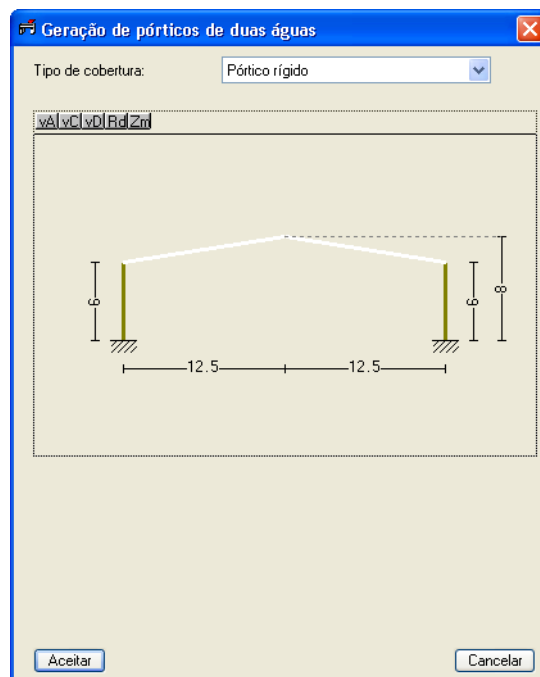 Geração de pórticos de duas águas
Tipo de cobertura: Pórtico rígido
vA vC vD Rd Zm
6 6 8
12.5 12.5
Aceitar Cancelar